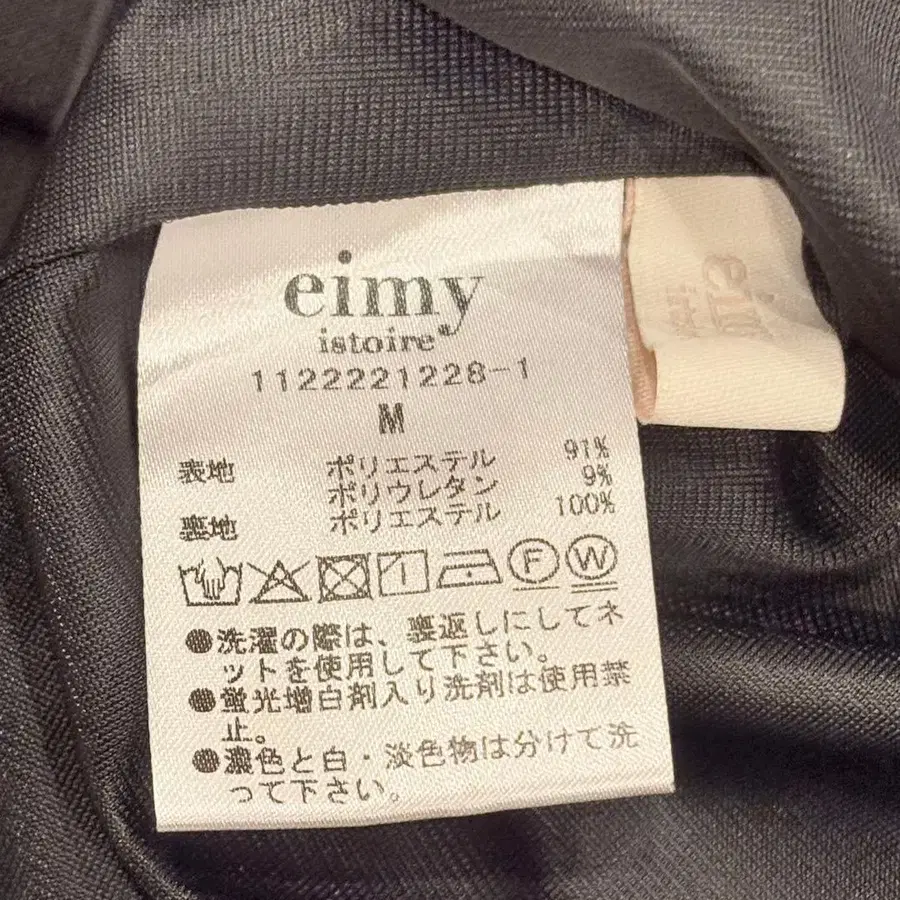 eimy
istoire
1122221228-1
M
表地 ポリエステル 91%
ポリウレタン 9%
裏地 ポリエステル 100%
F W
●洗濯の際は、裏返しにしてネ
ットを使用して下さい。
●蛍光増白剤入り洗剤は使用禁
止。
●濃色と白・淡色物は分けて洗
って下さい。